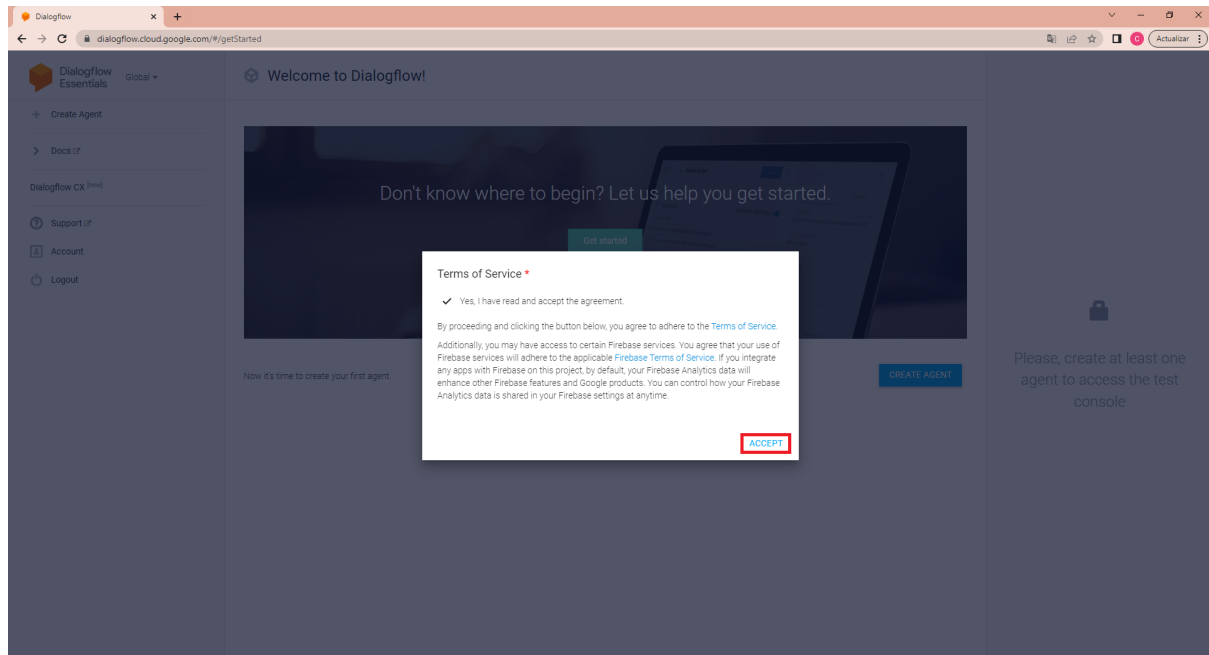 Dialogflow
dialogflow.cloud.google.com/#/getStarted
Actualizar
Dialogflow
Essentials
Global
Welcome to Dialogflow!
Create Agent
Docs
Dialogflow CX [new]
Support
Account
Logout
Don't know where to begin? Let us help you get started.
Get started
Terms of Service *
Yes, I have read and accept the agreement.
By proceeding and clicking the button below, you agree to adhere to the Terms of Service.
Additionally, you may have access to certain Firebase services. You agree that your use of
Firebase services will adhere to the applicable Firebase Terms of Service. If you integrate
any apps with Firebase on this project, by default, your Firebase Analytics data will
enhance other Firebase features and Google products. You can control how your Firebase
Analytics data is shared in your Firebase settings at anytime.
ACCEPT
Now it's time to create your first agent.
CREATE AGENT
Please, create at least one
agent to access the test
console